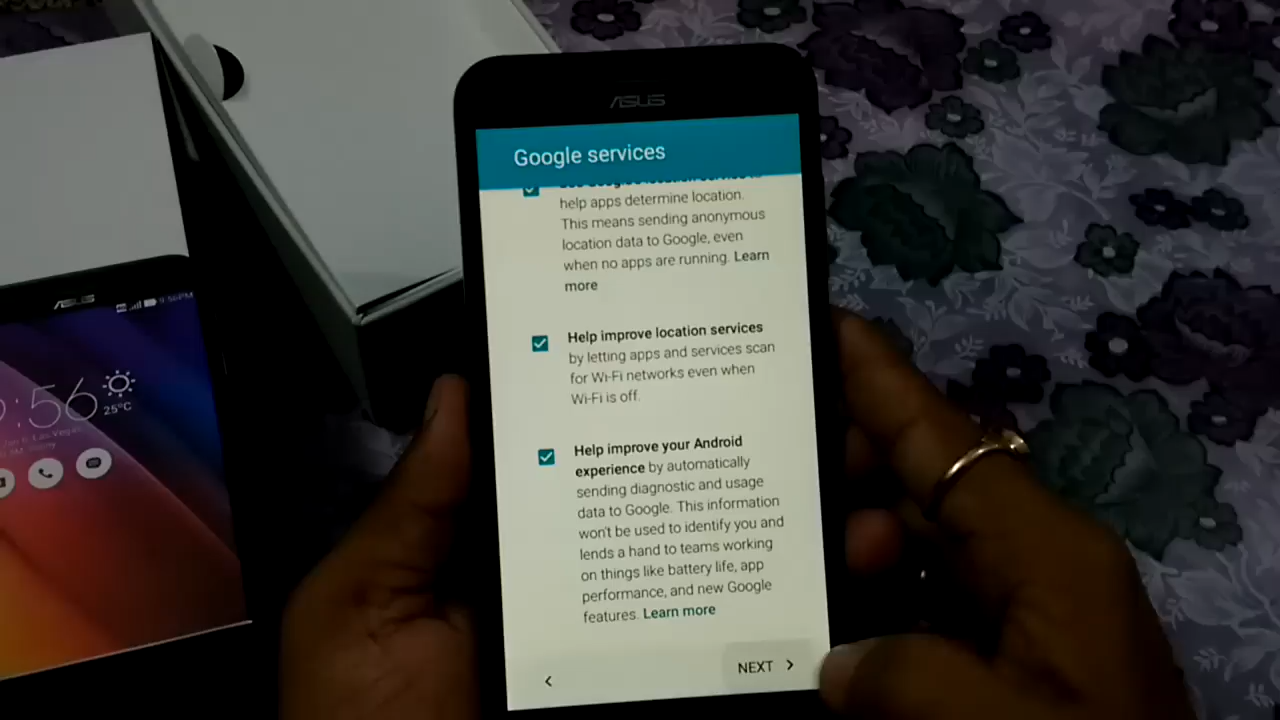 ASUS
Google services
help apps determine location.
This means sending anonymous
location data to Google, even
when no apps are running. Learn
more
Help improve location services
by letting apps and services scan
for Wi-Fi networks even when
Wi-Fi is off.
Help improve your Android
experience by automatically
sending diagnostic and usage
data to Google. This information
won't be used to identify you and
lends a hand to teams working
on things like battery life, app
performance, and new Google
features. Learn more
NEXT
ASUS
9:56PM
:56
25°C